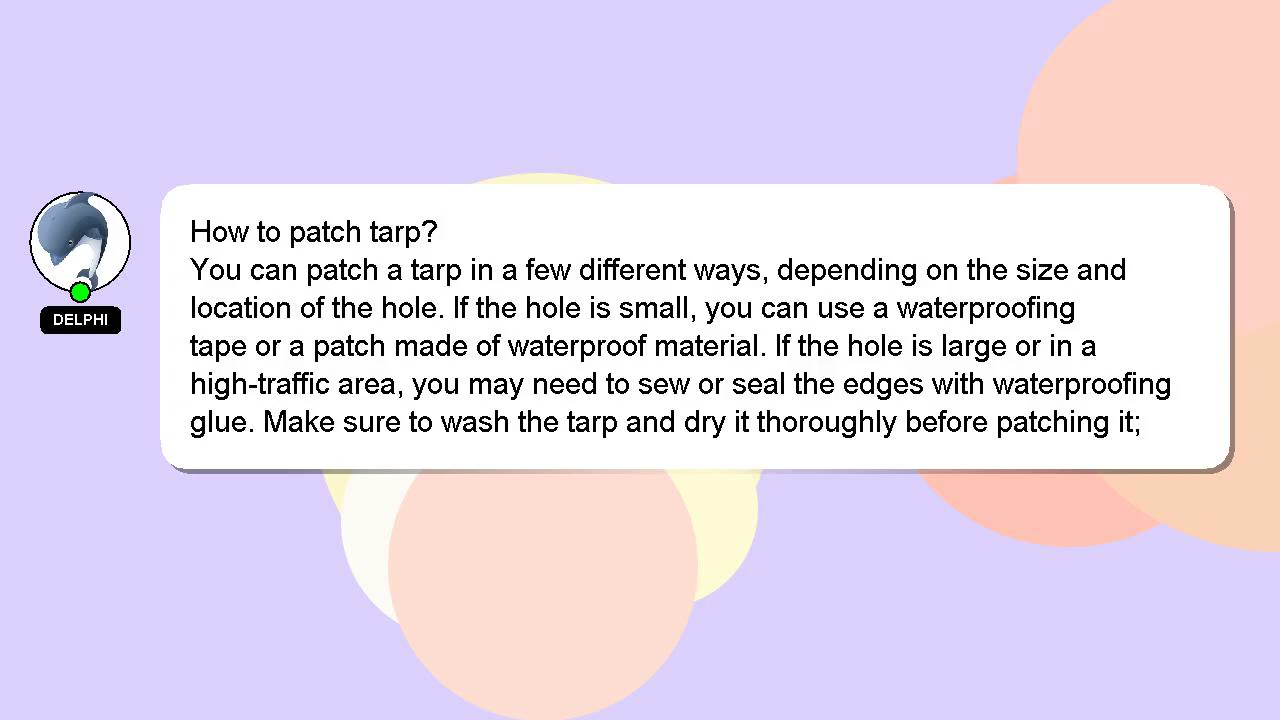 How to patch tarp?
You can patch a tarp in a few different ways, depending on the size and
location of the hole. If the hole is small, you can use a waterproofing
tape or a patch made of waterproof material. If the hole is large or in a
high-traffic area, you may need to sew or seal the edges with waterproofing
glue. Make sure to wash the tarp and dry it thoroughly before patching it;
DELPHI